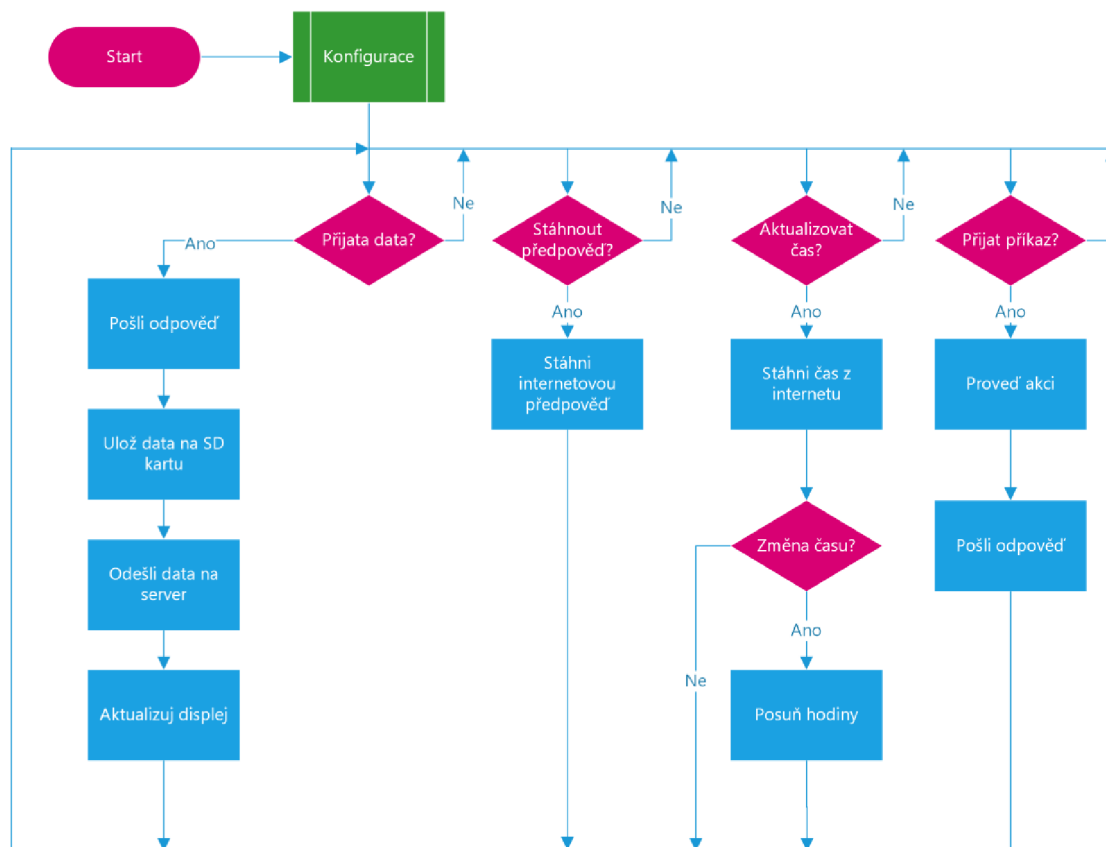 Start
Konfigurace
Ne
Ne
Ne
Přijata data?
Stáhnout
předpověď?
Aktualizovat
čas?
Přijat příkaz?
Ano
Ano
Ano
Ano
Pošli odpověď
Stáhni
internetovou
předpověď
Stáhni čas z
internetu
Proveď akci
Ulož data na SD
kartu
Změna času?
Pošli odpověď
Odešli data na
server
Ano
Ne
Aktualizuj displej
Posuň hodiny